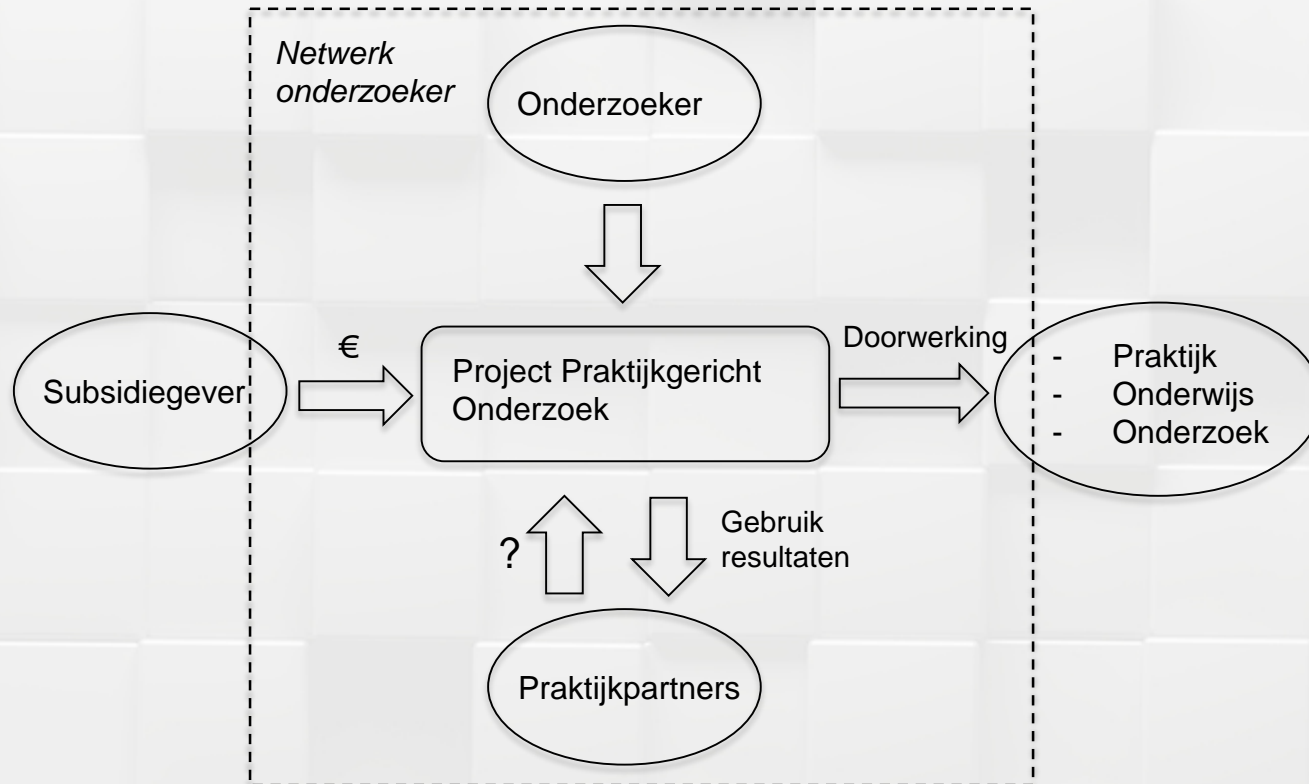 Netwerk
onderzoeker
Onderzoeker
Subsidiegever
€
Project Praktijkgericht
Onderzoek
Doorwerking
- Praktijk
- Onderwijs
- Onderzoek
?
Gebruik
resultaten
Praktijkpartners